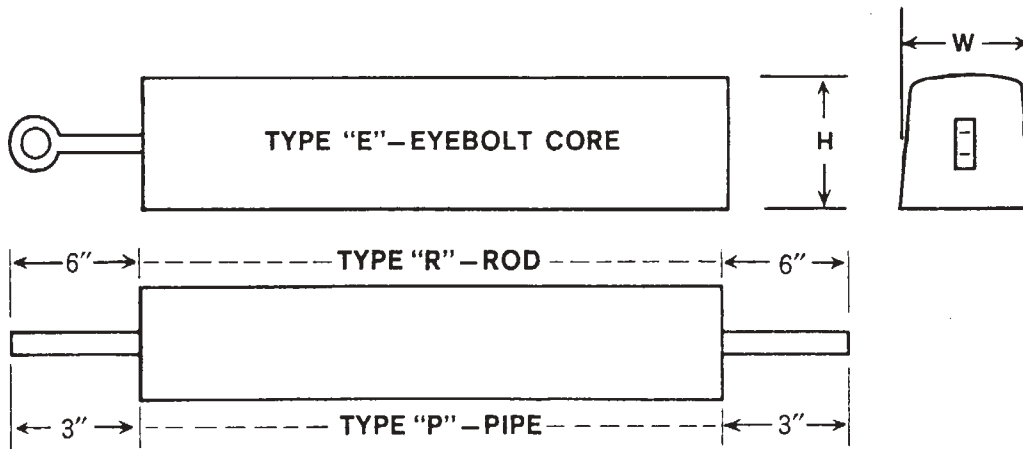 W
TYPE “E”—EYEBOLT CORE
H
6″ TYPE “R”—ROD 6″
3″ TYPE “P”—PIPE 3″